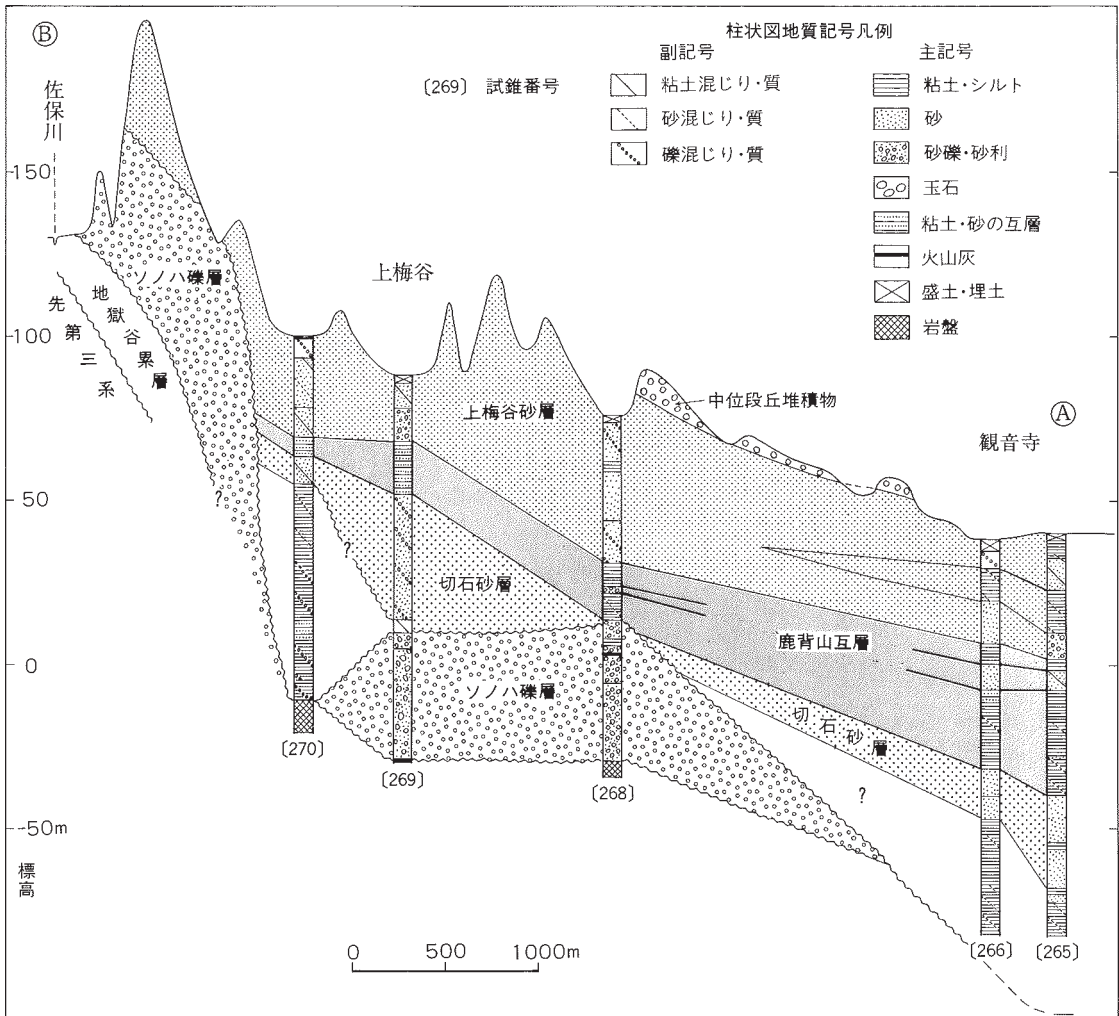 Ⓑ
佐保川
柱状図地質記号凡例
〔269〕 試錐番号
副記号
粘土混じり・質
砂混じり・質
礫混じり・質
主記号
粘土・シルト
砂
砂礫・砂利
玉石
粘土・砂の互層
火山灰
盛土・埋土
岩盤
150
100
50
0
-50m
標高
ソノハ礫層
地獄谷累層
先第三系
上梅谷
上梅谷砂層
中位段丘堆積物
Ⓐ
観音寺
?
?
切石砂層
鹿背山互層
ソノハ礫層
切石砂層
?
〔270〕
〔269〕
〔268〕
〔266〕
〔265〕
0 500 1000m